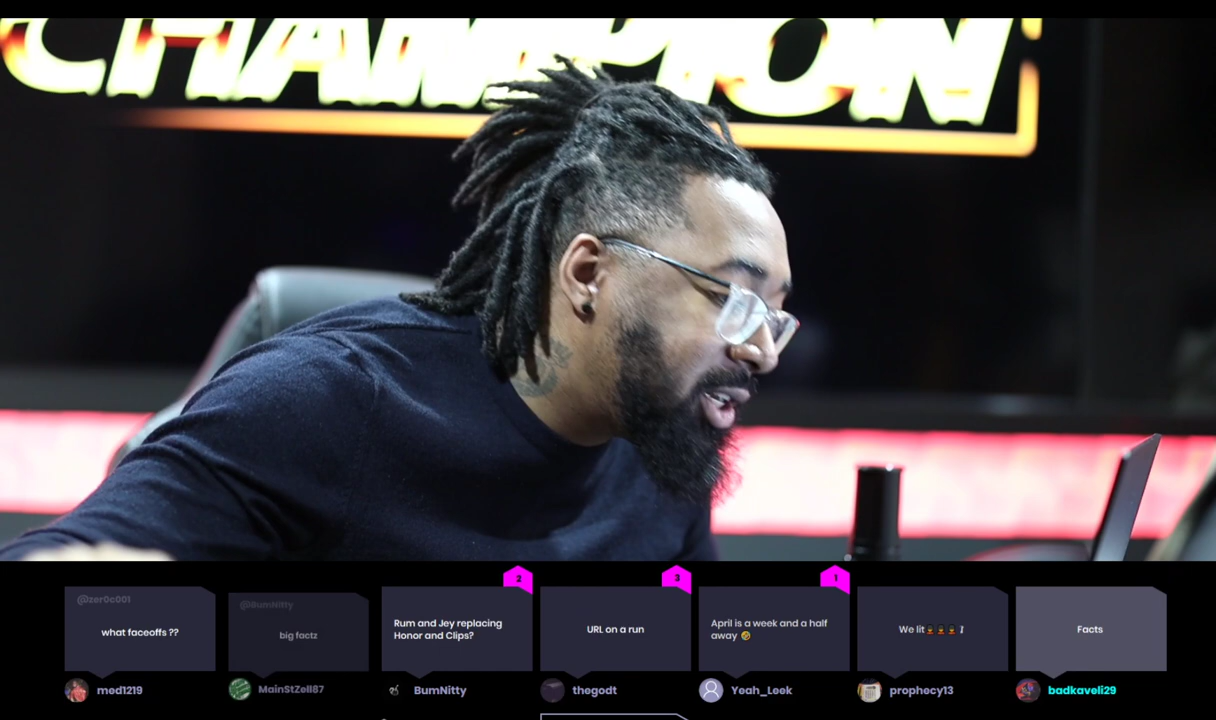 CHAMPION
2
3
1
@zer0c001
what faceoffs ??
@BumNitty
big factz
Rum and Jey replacing
Honor and Clips?
URL on a run
April is a week and a half
away 🤣
We lit
Facts
med1219
MainStZell87
BumNitty
thegodt
Yeah_Leek
prophecy13
badkaveli29